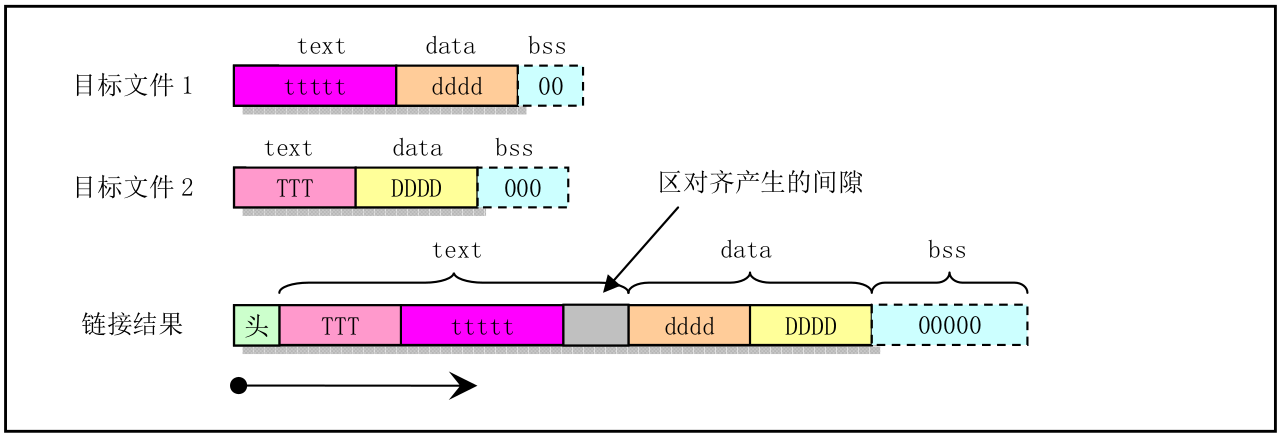 text data bss
目标文件 1 ttttt dddd 00
text data bss
目标文件 2 TTT DDDD 000
区对齐产生的间隙
text data bss
链接结果 头 TTT ttttt dddd DDDD 00000